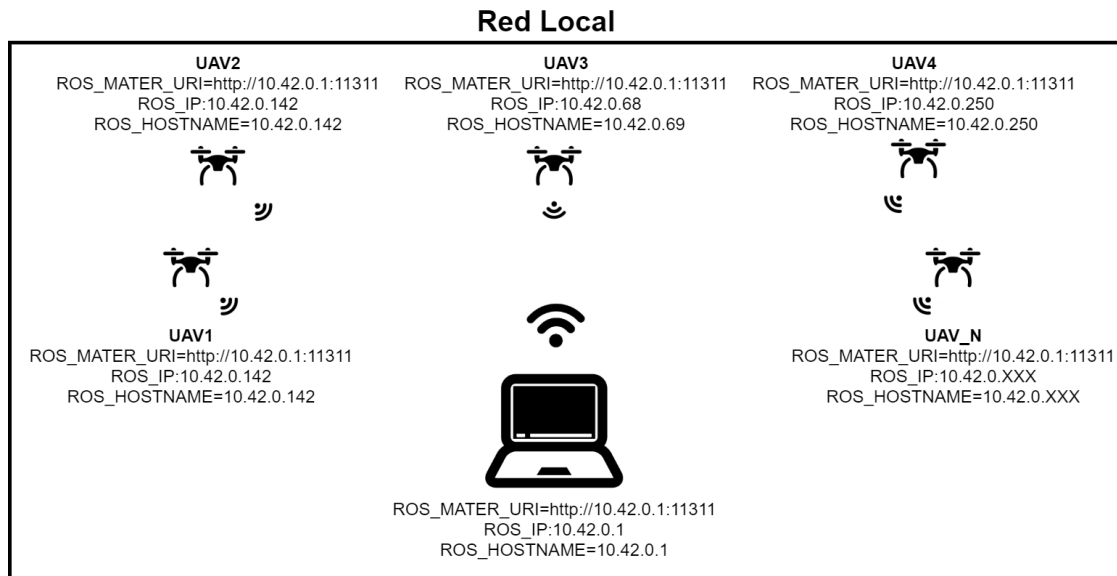 Red Local
UAV2
ROS_MATER_URI=http://10.42.0.1:11311
ROS_IP:10.42.0.142
ROS_HOSTNAME=10.42.0.142
UAV3
ROS_MATER_URI=http://10.42.0.1:11311
ROS_IP:10.42.0.68
ROS_HOSTNAME=10.42.0.69
UAV4
ROS_MATER_URI=http://10.42.0.1:11311
ROS_IP:10.42.0.250
ROS_HOSTNAME=10.42.0.250
UAV1
ROS_MATER_URI=http://10.42.0.1:11311
ROS_IP:10.42.0.142
ROS_HOSTNAME=10.42.0.142
UAV_N
ROS_MATER_URI=http://10.42.0.1:11311
ROS_IP:10.42.0.XXX
ROS_HOSTNAME=10.42.0.XXX
ROS_MATER_URI=http://10.42.0.1:11311
ROS_IP:10.42.0.1
ROS_HOSTNAME=10.42.0.1